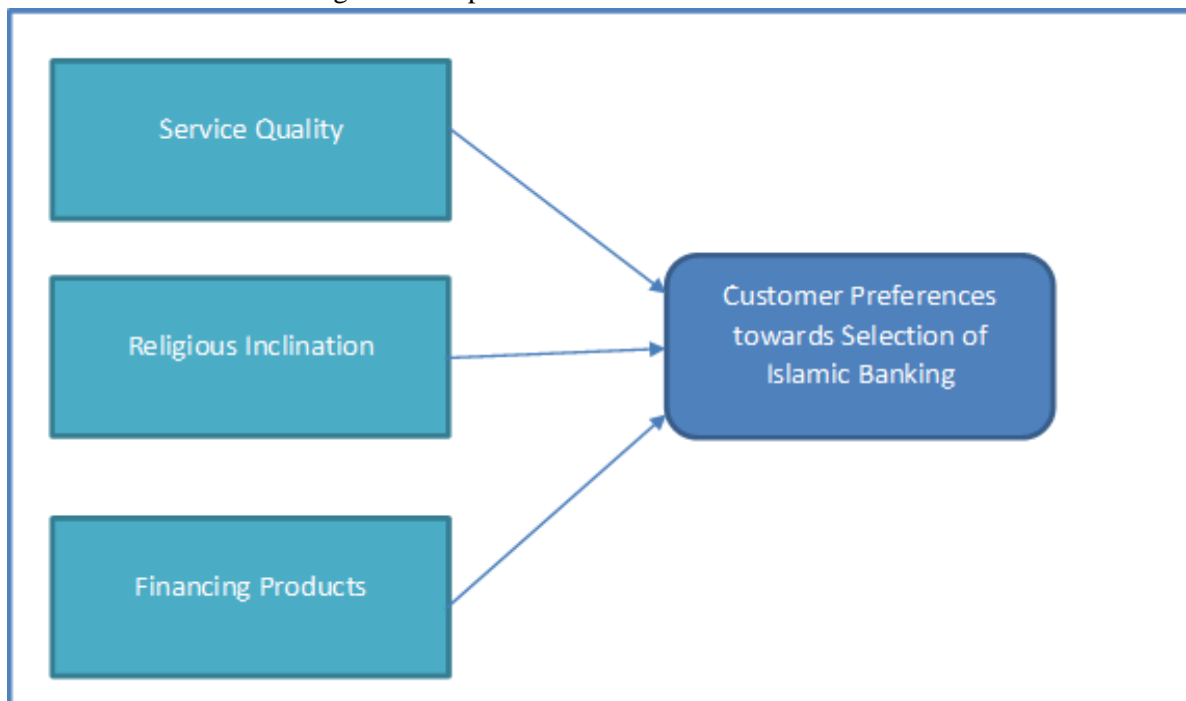 Service Quality
Religious Inclination
Financing Products
Customer Preferences
towards Selection of
Islamic Banking